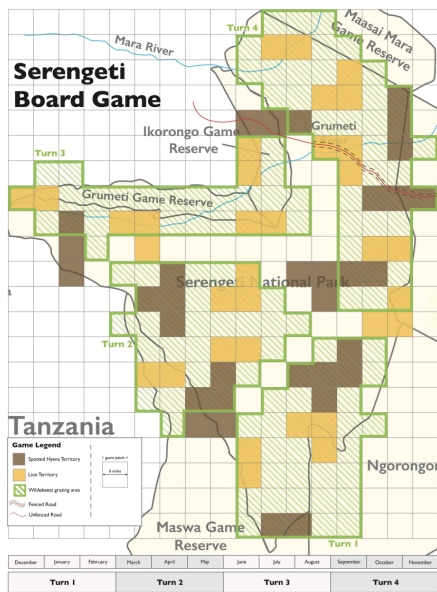 Turn 4
Maasai Mara
Game Reserve
Mara River
Serengeti
Board Game
Ikorongo Game
Reserve
Grumeti
Turn 3
Grumeti Game Reserve
Serengeti National Park
a
Turn 2
Tanzania
Game Legend
Spotted Hyena Territory
Lion Territory
Wildebeest grazing area
Fenced Road
Unfenced Road
1 game patch =
6 miles
Ngorongor
Maswa Game
Reserve
Turn 1
December January February March April May June July August September October November
Turn 1 Turn 2 Turn 3 Turn 4